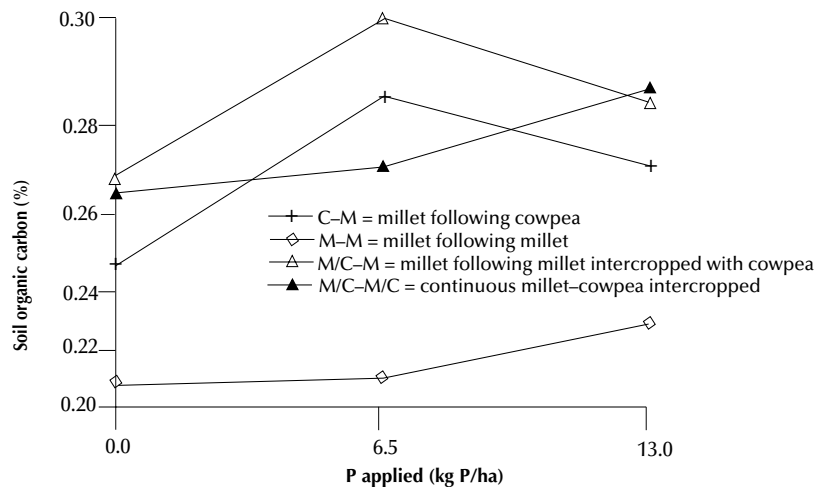 0.30
0.28
0.26
0.24
0.22
0.20
Soil organic carbon (%)
C–M = millet following cowpea
M–M = millet following millet
M/C–M = millet following millet intercropped with cowpea
M/C–M/C = continuous millet–cowpea intercropped
0.0 6.5 13.0
P applied (kg P/ha)